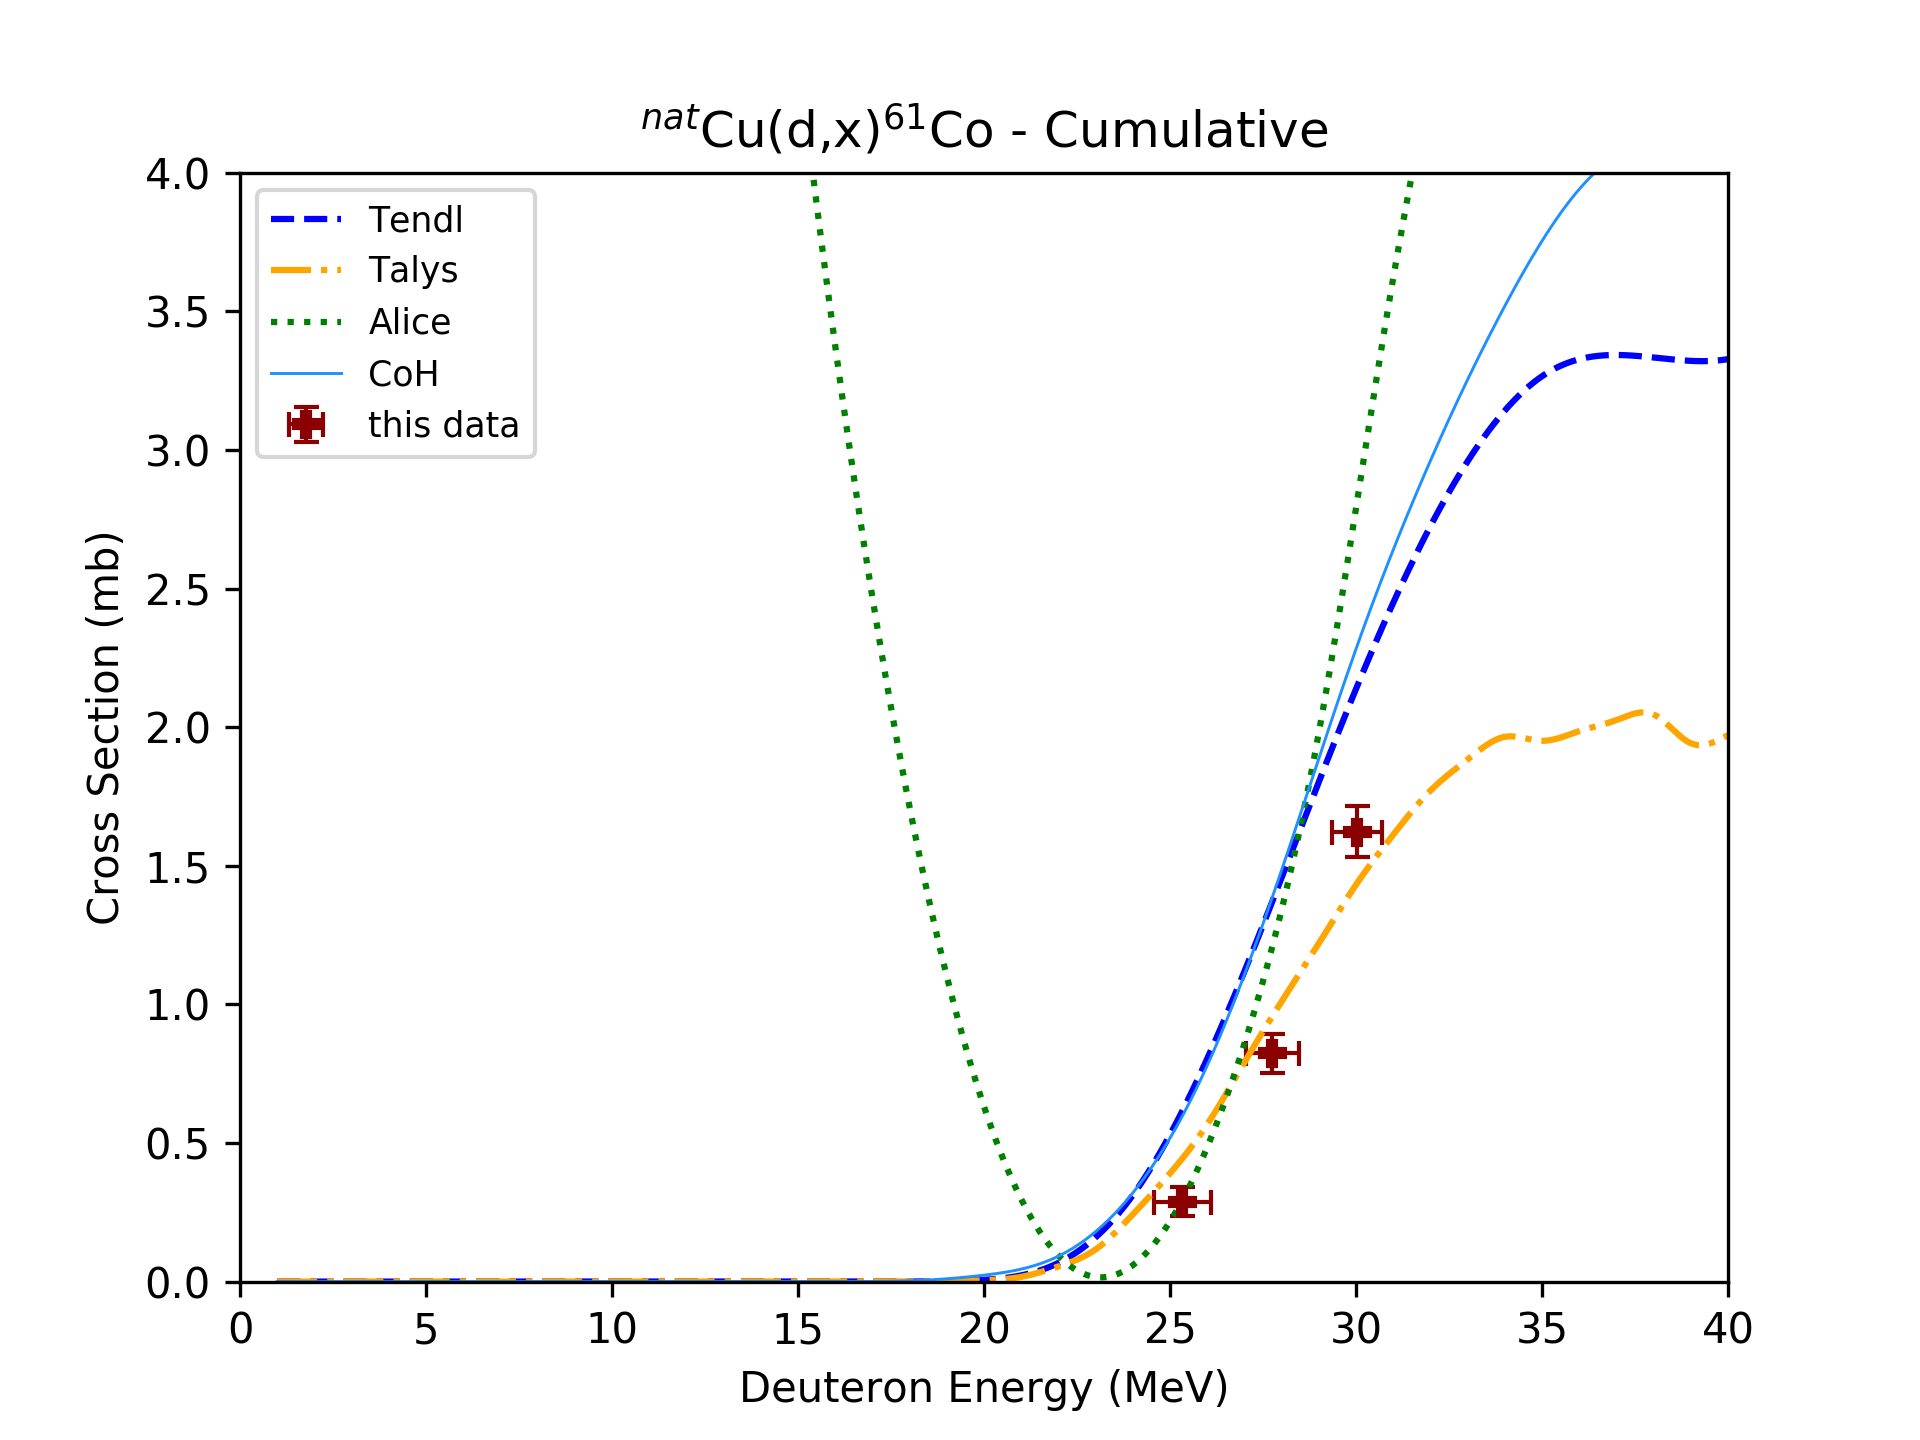 natCu(d,x)61Co - Cumulative
4.0
3.5
3.0
2.5
2.0
1.5
1.0
0.5
0.0
Cross Section (mb)
Tendl
Talys
Alice
CoH
this data
0 5 10 15 20 25 30 35 40
Deuteron Energy (MeV)